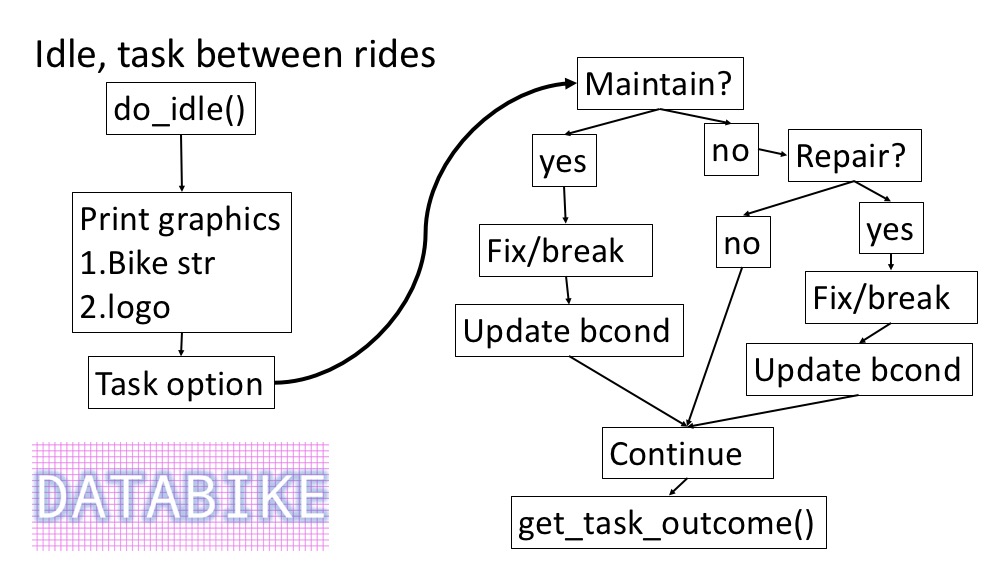 Idle, task between rides
do_idle()
Print graphics
1.Bike str
2.logo
Task option
DATABIKE
Maintain?
yes
no
Repair?
Fix/break
no
yes
Update bcond
Fix/break
Update bcond
Continue
get_task_outcome()